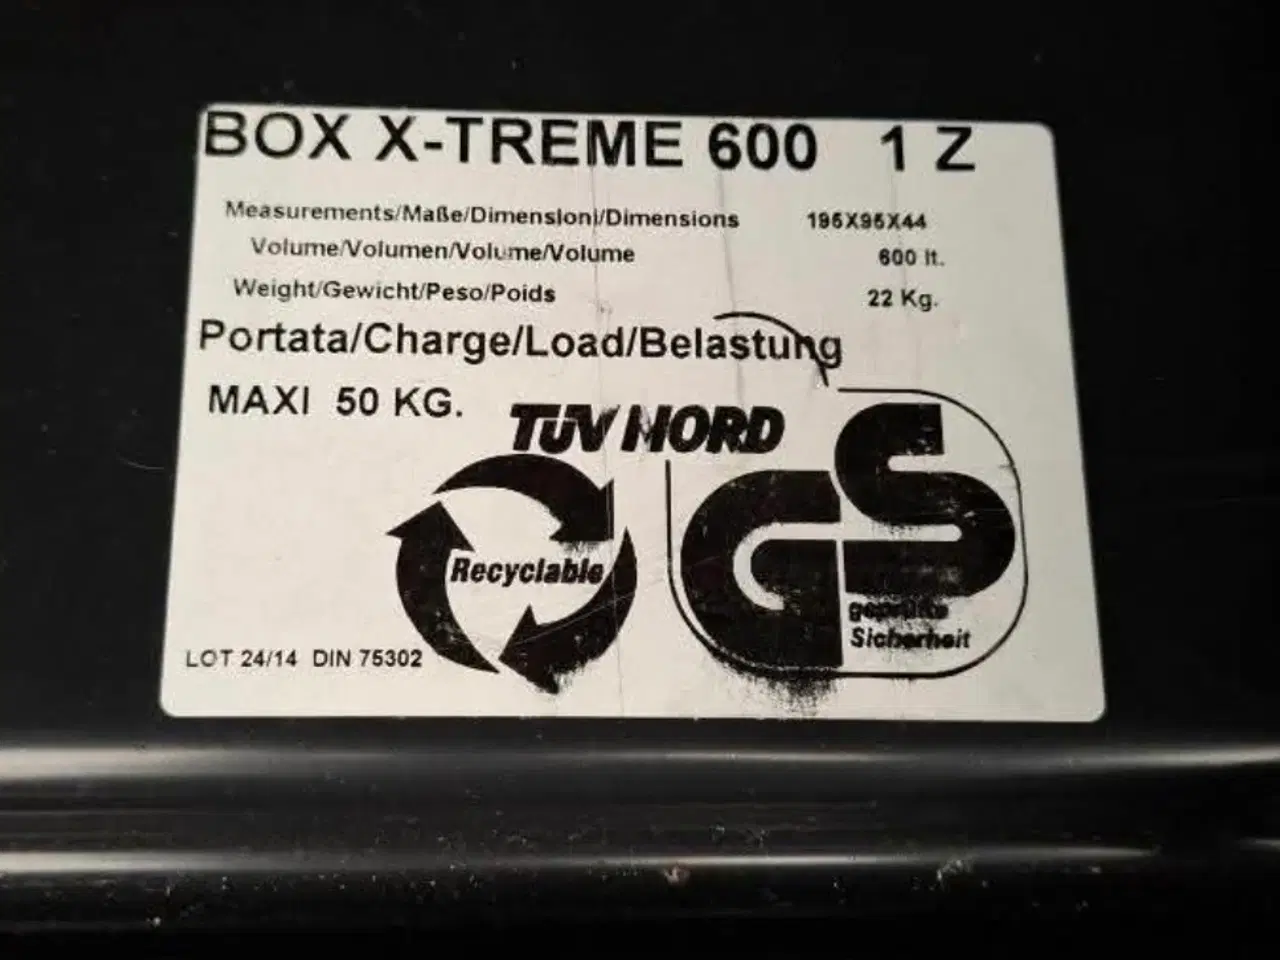 BOX X-TREME 600 1 Z
Measurements/Maße/Dimensioni/Dimensions 195X95X44
Volume/Volumen/Volume/Volume 600 lt.
Weight/Gewicht/Peso/Poids 22 Kg.
Portata/Charge/Load/Belastung
MAXI 50 KG.
TÜV NORD
GS
Recyclable
geprüfte
Sicherheit
LOT 24/14 DIN 75302